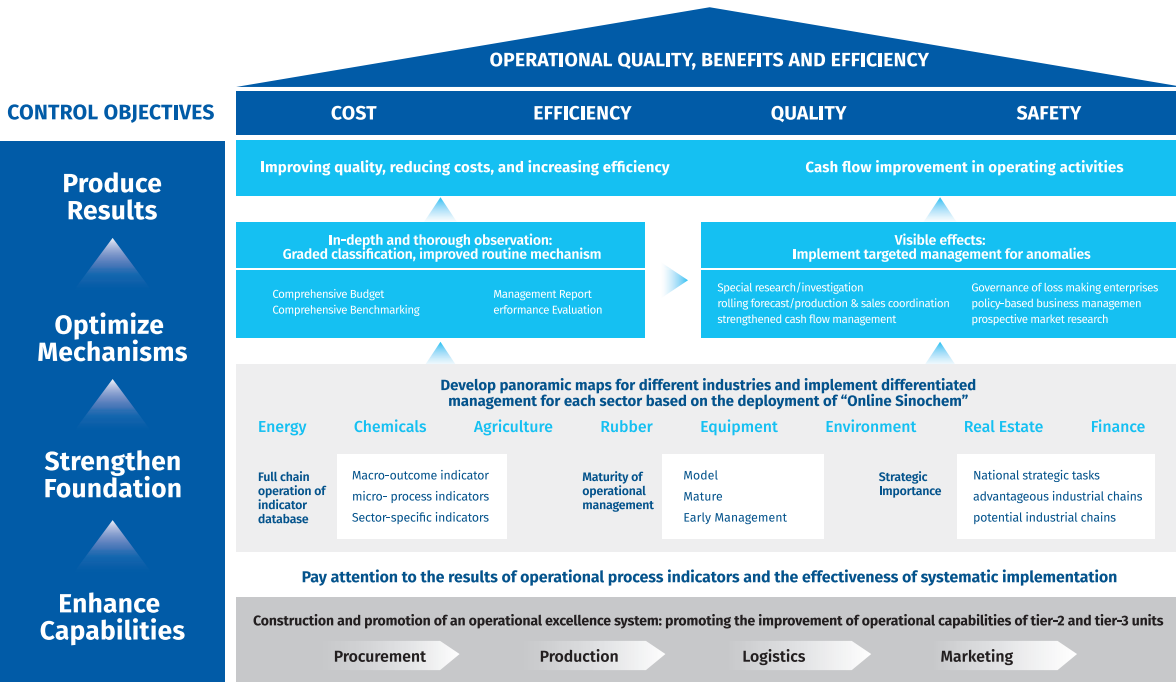 OPERATIONAL QUALITY, BENEFITS AND EFFICIENCY
CONTROL OBJECTIVES
COST
EFFICIENCY
QUALITY
SAFETY
Produce
Results
Optimize
Mechanisms
Strengthen
Foundation
Enhance
Capabilities
Improving quality, reducing costs, and increasing efficiency
Cash flow improvement in operating activities
In-depth and thorough observation:
Graded classification, improved routine mechanism
Comprehensive Budget
Comprehensive Benchmarking
Management Report
erformance Evaluation
Visible effects:
Implement targeted management for anomalies
Special research/investigation
rolling forecast/production & sales coordination
strengthened cash flow management
Governance of loss making enterprises
policy-based business managemen
prospective market research
Develop panoramic maps for different industries and implement differentiated
management for each sector based on the deployment of “Online Sinochem”
Energy
Chemicals
Agriculture
Rubber
Equipment
Environment
Real Estate
Finance
Full chain
operation of
indicator
database
Macro-outcome indicator
micro- process indicators
Sector-specific indicators
Maturity of
operational
management
Model
Mature
Early Management
Strategic
Importance
National strategic tasks
advantageous industrial chains
potential industrial chains
Pay attention to the results of operational process indicators and the effectiveness of systematic implementation
Construction and promotion of an operational excellence system: promoting the improvement of operational capabilities of tier-2 and tier-3 units
Procurement
Production
Logistics
Marketing